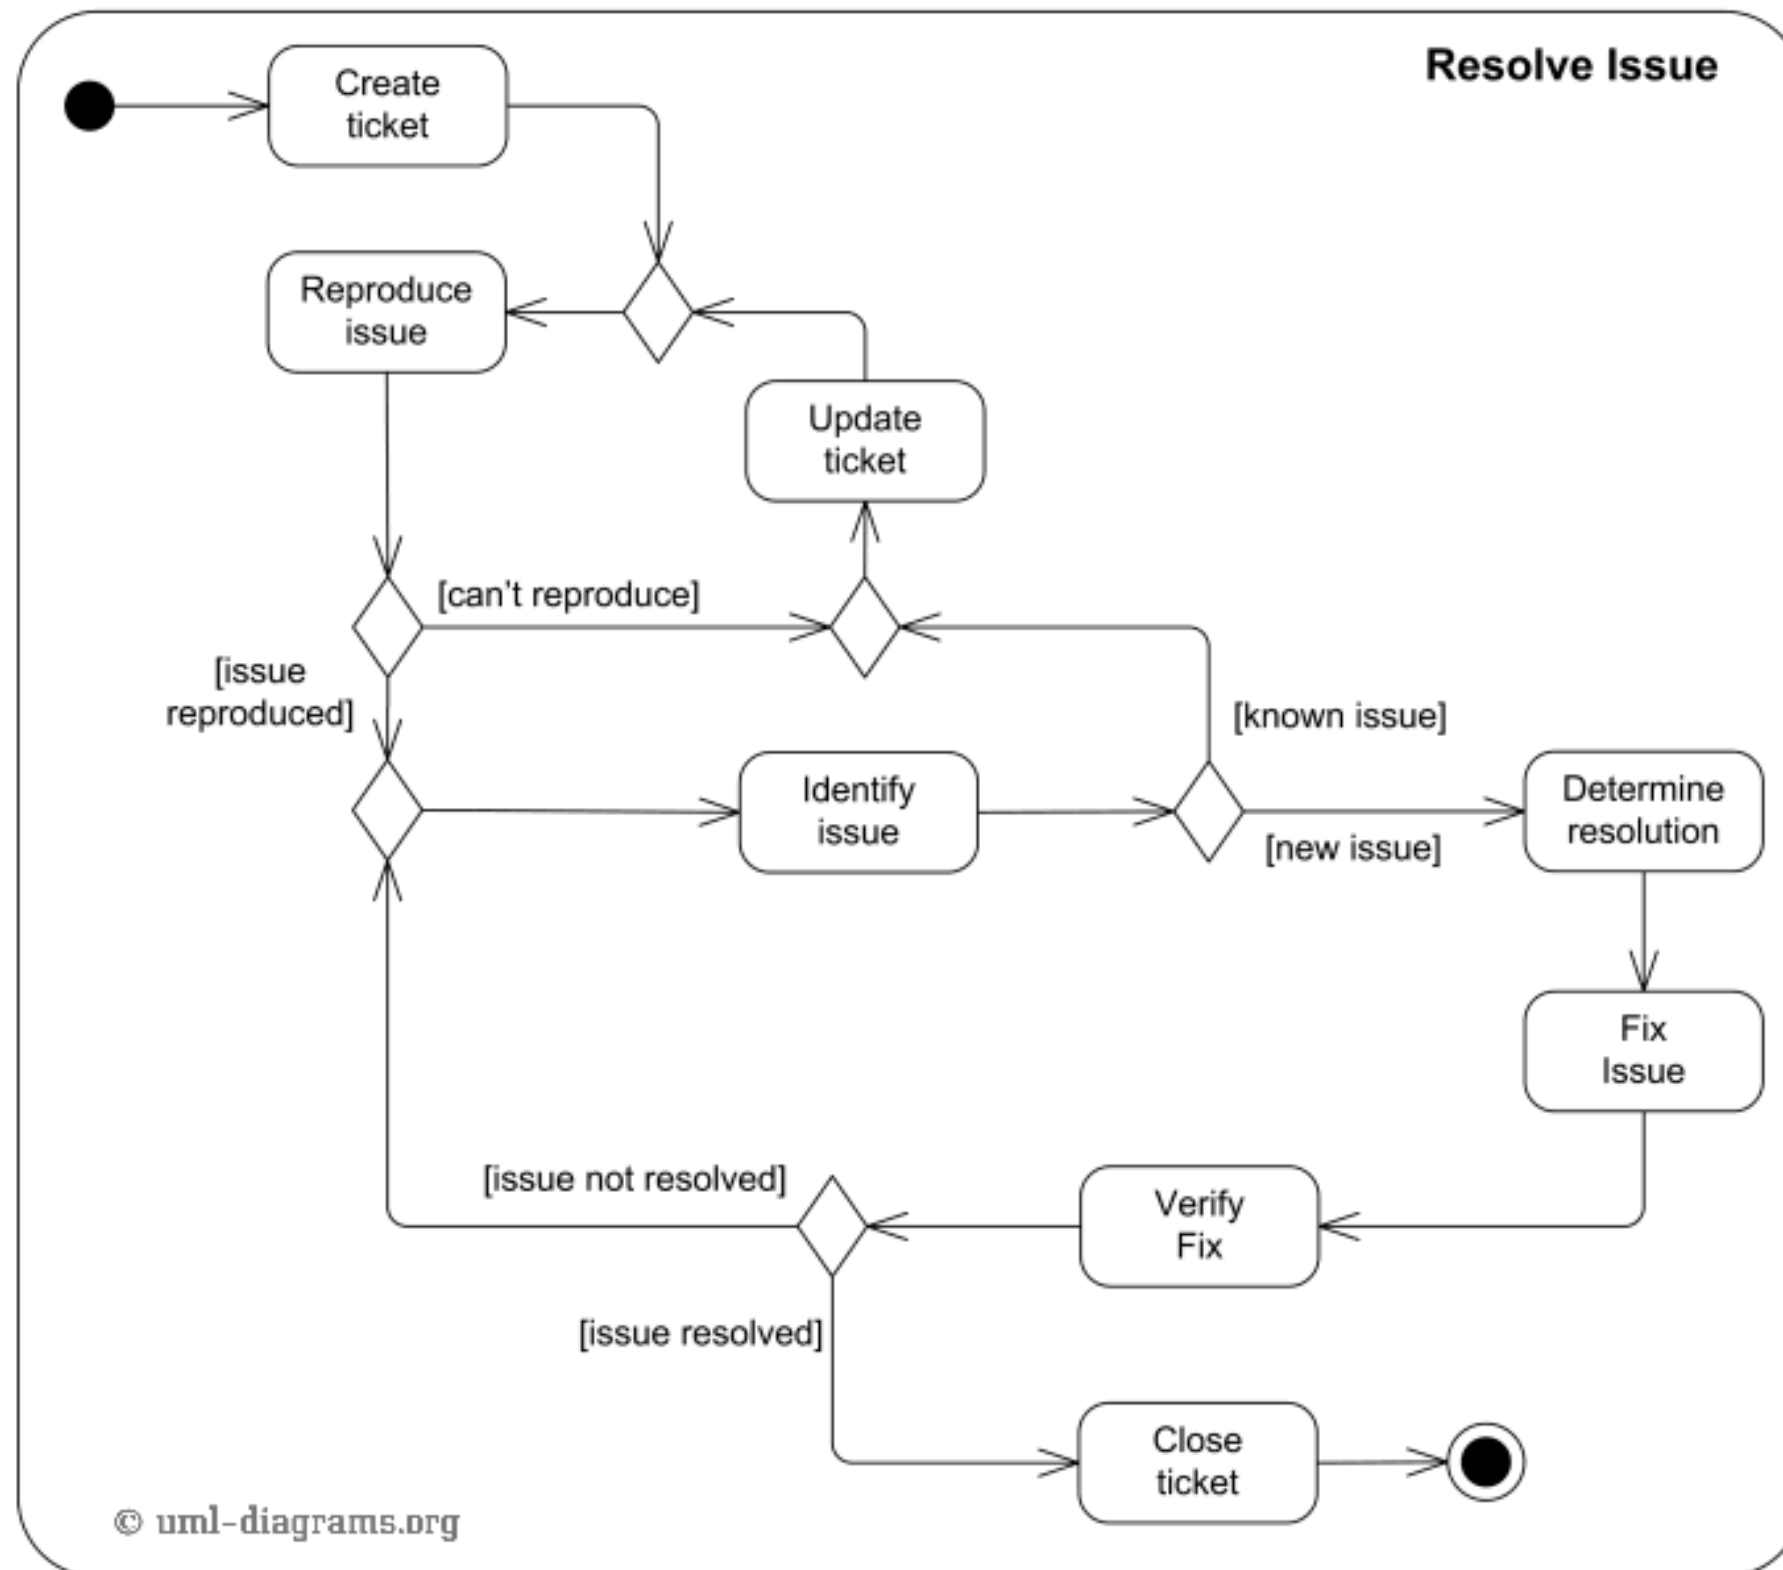 Resolve Issue
Create
ticket
Reproduce
issue
Update
ticket
[can't reproduce]
[issue
reproduced]
[known issue]
Identify
issue
[new issue]
Determine
resolution
Fix
Issue
[issue not resolved]
Verify
Fix
[issue resolved]
Close
ticket
© uml-diagrams.org